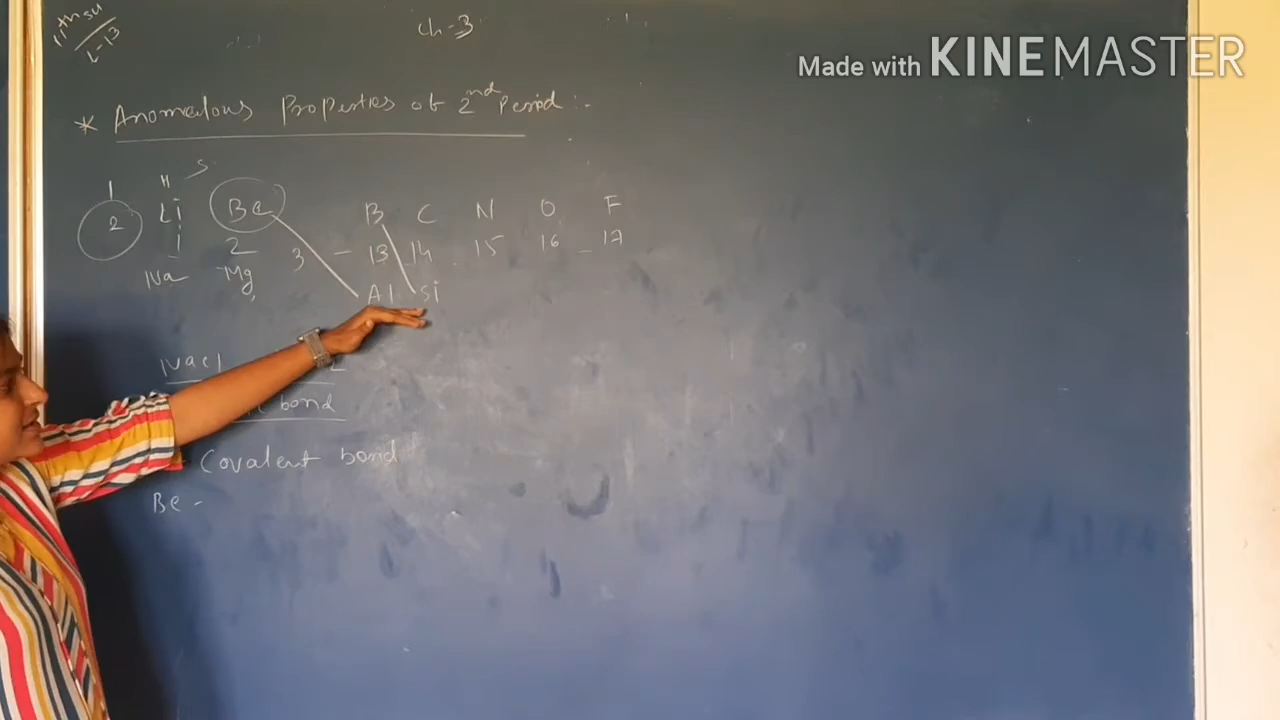 11th su
L-13
Ch-3
Made with KINEMASTER
* Anomalous Properties of 2nd Period :-
1 H
2 Li Be B C N O F
1 2 3 - 13 14 15 16 17
Na Mg Al Si
NaCl
bond
Covalent bond
Be -